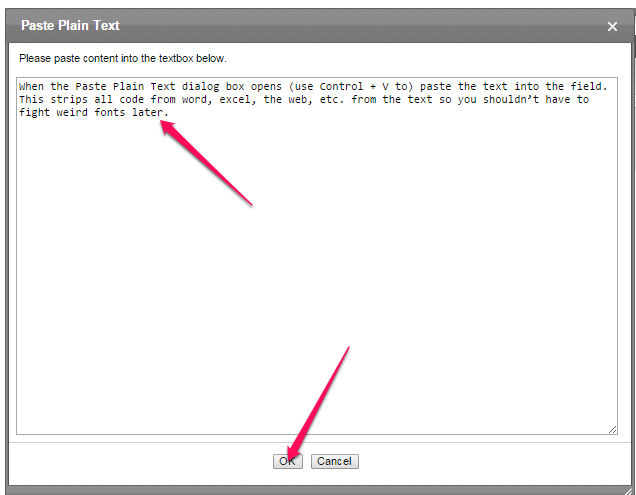 Paste Plain Text
Please paste content into the textbox below.
When the Paste Plain Text dialog box opens (use Control + V to) paste the text into the field.
This strips all code from word, excel, the web, etc. from the text so you shouldn’t have to
fight weird fonts later.
OK Cancel